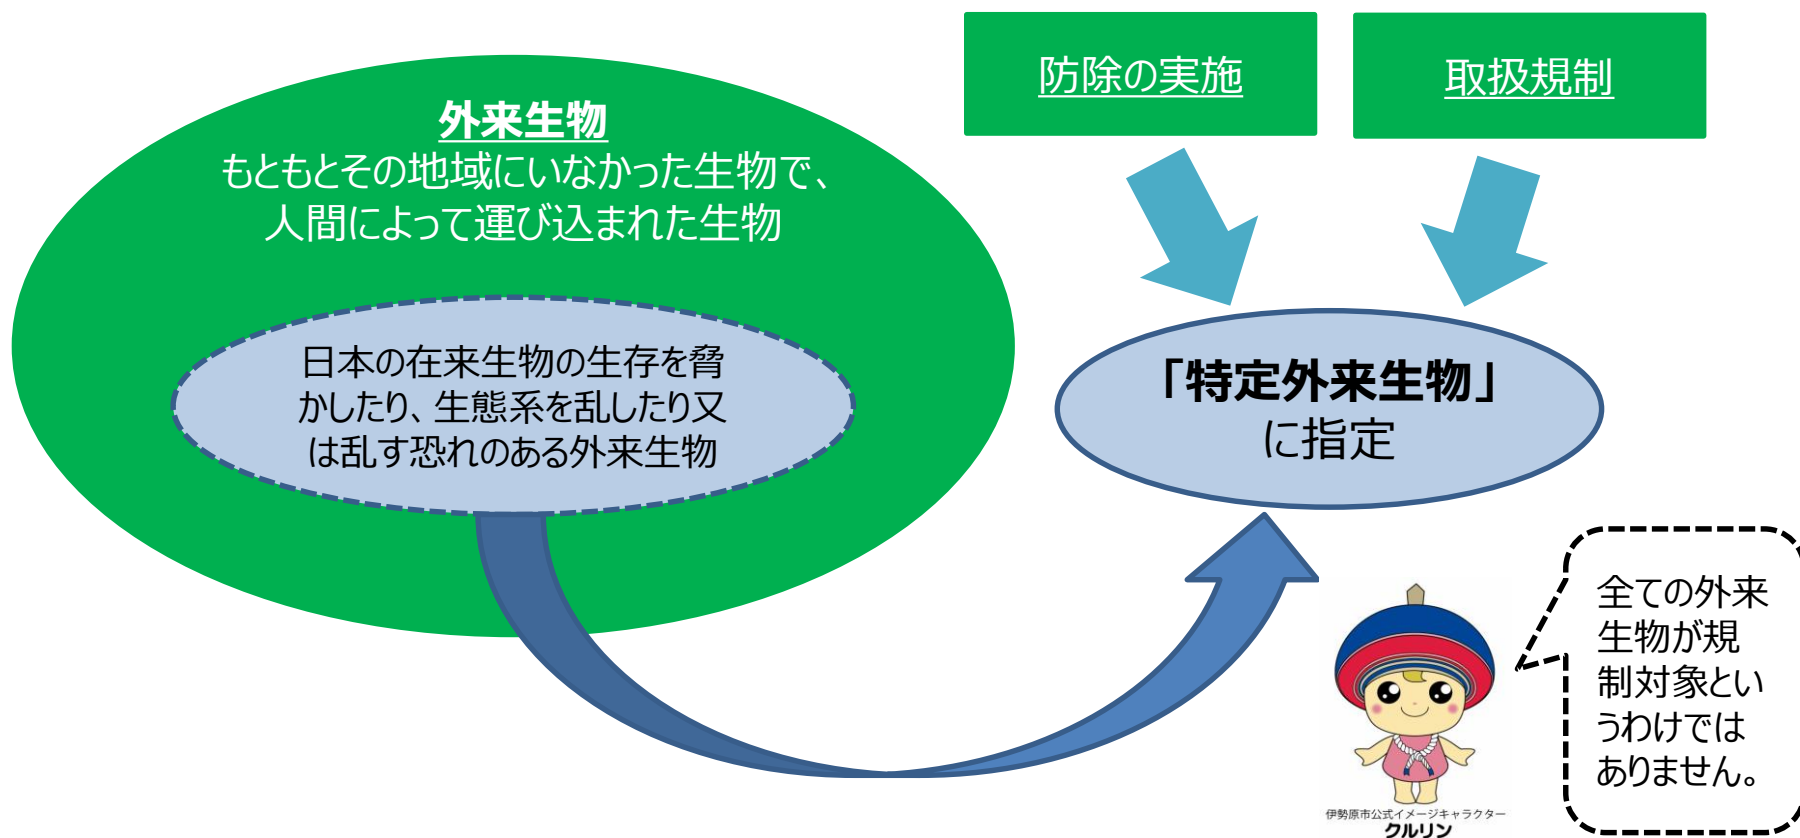 外来生物
もともとその地域にいなかった生物で、
人間によって運び込まれた生物
日本の在来生物の生存を脅
かしたり、生態系を乱したり又
は乱す恐れのある外来生物
防除の実施
取扱規制
「特定外来生物」
に指定
全ての外来
生物が規
制対象とい
うわけでは
ありません。
伊勢原市公式イメージキャラクター
クルリン